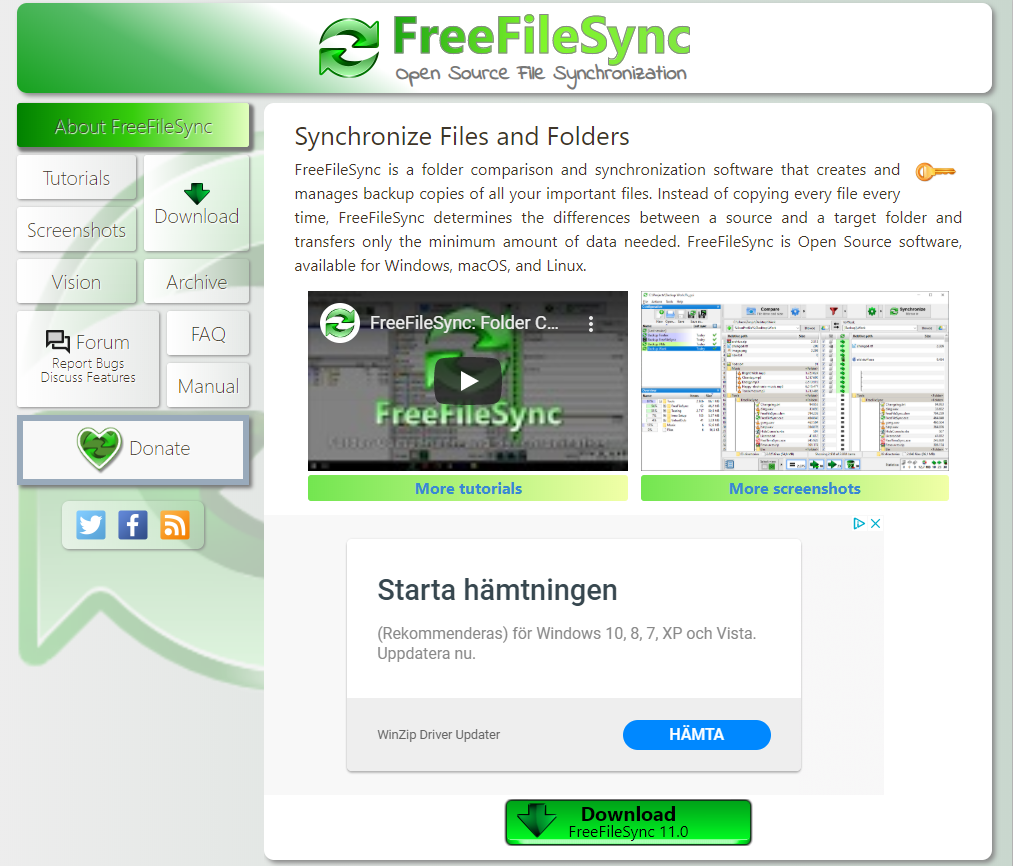 FreeFileSync
Open Source File Synchronization
About FreeFileSync
Tutorials
Download
Screenshots
Vision
Archive
Forum
Report Bugs
Discuss Features
FAQ
Manual
Donate
Synchronize Files and Folders
FreeFileSync is a folder comparison and synchronization software that creates and
manages backup copies of all your important files. Instead of copying every file every
time, FreeFileSync determines the differences between a source and a target folder and
transfers only the minimum amount of data needed. FreeFileSync is Open Source software,
available for Windows, macOS, and Linux.
FreeFileSync: Folder C...
FreeFileSync
Compare
Synchronize
More tutorials
More screenshots
Starta hämtningen
(Rekommenderas) för Windows 10, 8, 7, XP och Vista.
Uppdatera nu.
WinZip Driver Updater
HÄMTA
Download
FreeFileSync 11.0